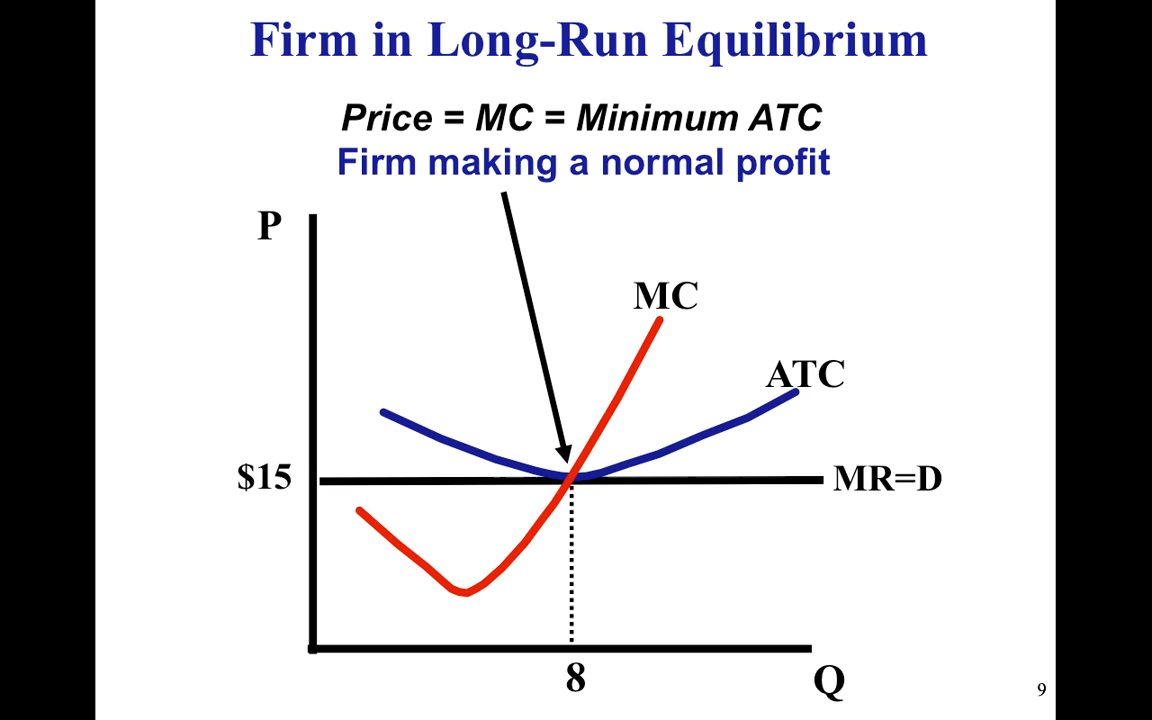 Firm in Long-Run Equilibrium
Price = MC = Minimum ATC
Firm making a normal profit
P
MC
ATC
$15
MR=D
8
Q
9